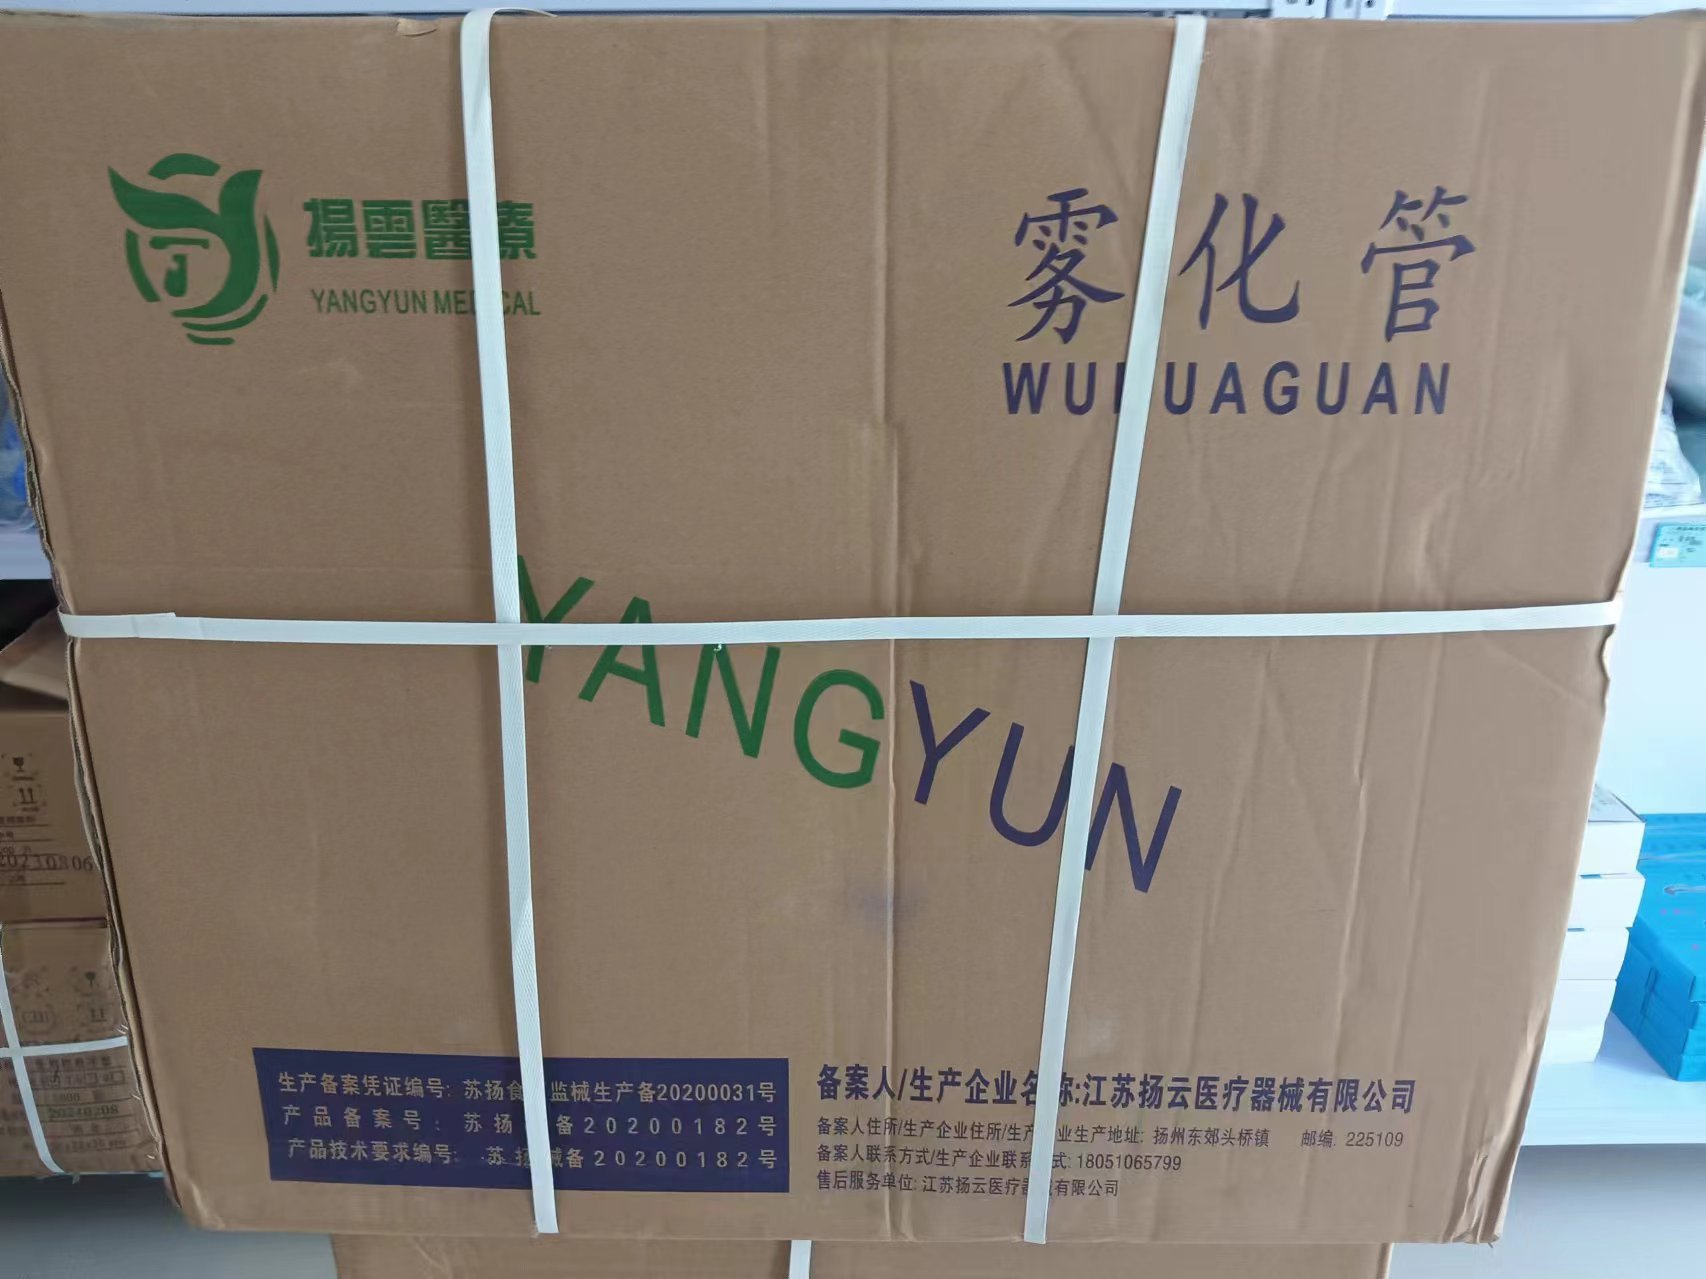 揚雲醫療
YANGYUN MEDICAL
雾化管
WUHUAGUAN
YANGYUN
生产备案凭证编号: 苏扬食 监械生产备20200031号
产品备案号: 苏扬 备20200182号
产品技术要求编号: 苏扬械备20200182号
备案人/生产企业名称:江苏扬云医疗器械有限公司
备案人住所/生产企业住所/生产 业生产地址: 扬州东郊头桥镇 邮编: 225109
备案人联系方式/生产企业联系 式: 18051065799
售后服务单位: 江苏扬云医疗器 有限公司
20230806
20240208